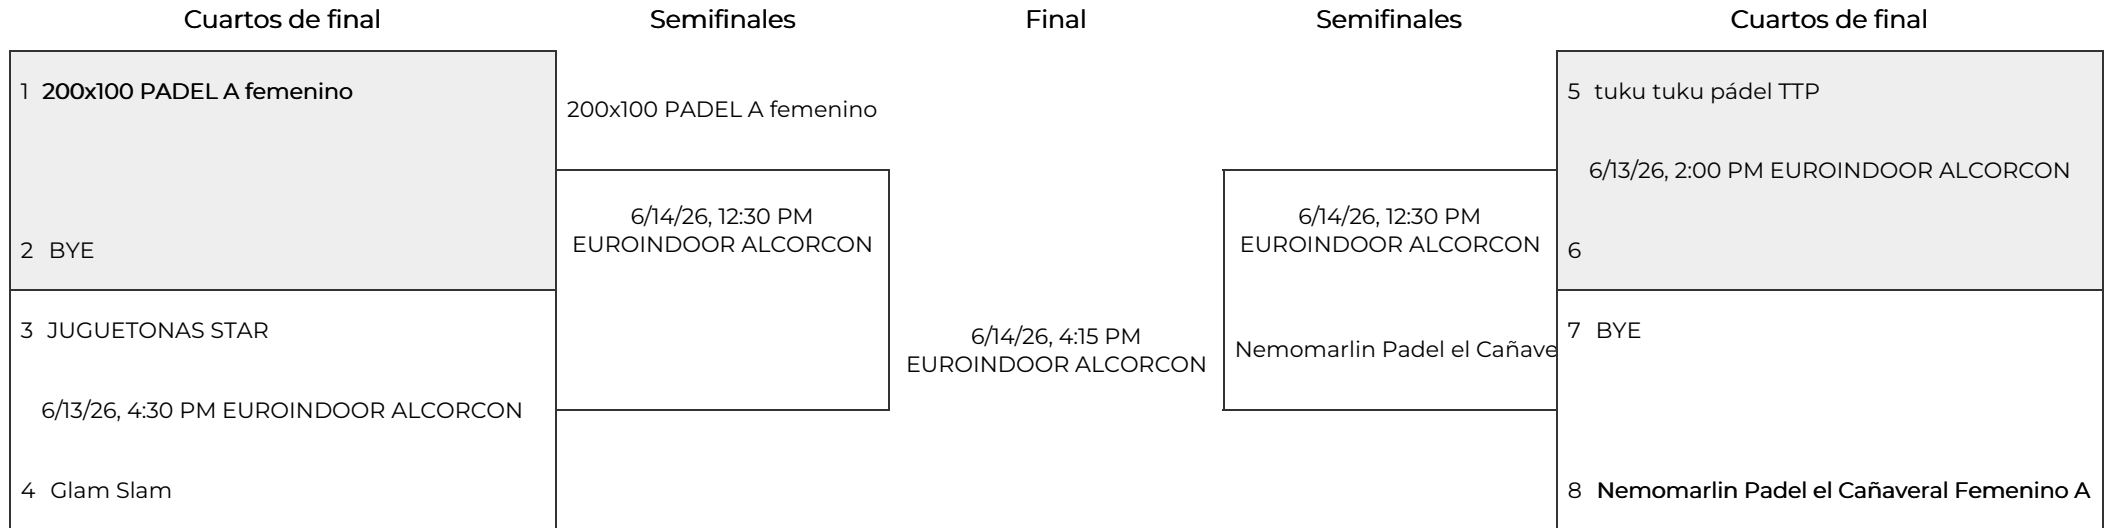 Cuartos de final
Semifinales
Final
Semifinales
Cuartos de final
1 200x100 PADEL A femenino
2 BYE
3 JUGUETONAS STAR
6/13/26, 4:30 PM EUROINDOOR ALCORCON
4 Glam Slam
200x100 PADEL A femenino
6/14/26, 12:30 PM
EUROINDOOR ALCORCON
6/14/26, 4:15 PM
EUROINDOOR ALCORCON
6/14/26, 12:30 PM
EUROINDOOR ALCORCON
Nemomarlin Padel el Cañave
5 tuku tuku pádel TTP
6/13/26, 2:00 PM EUROINDOOR ALCORCON
6
7 BYE
8 Nemomarlin Padel el Cañaveral Femenino A